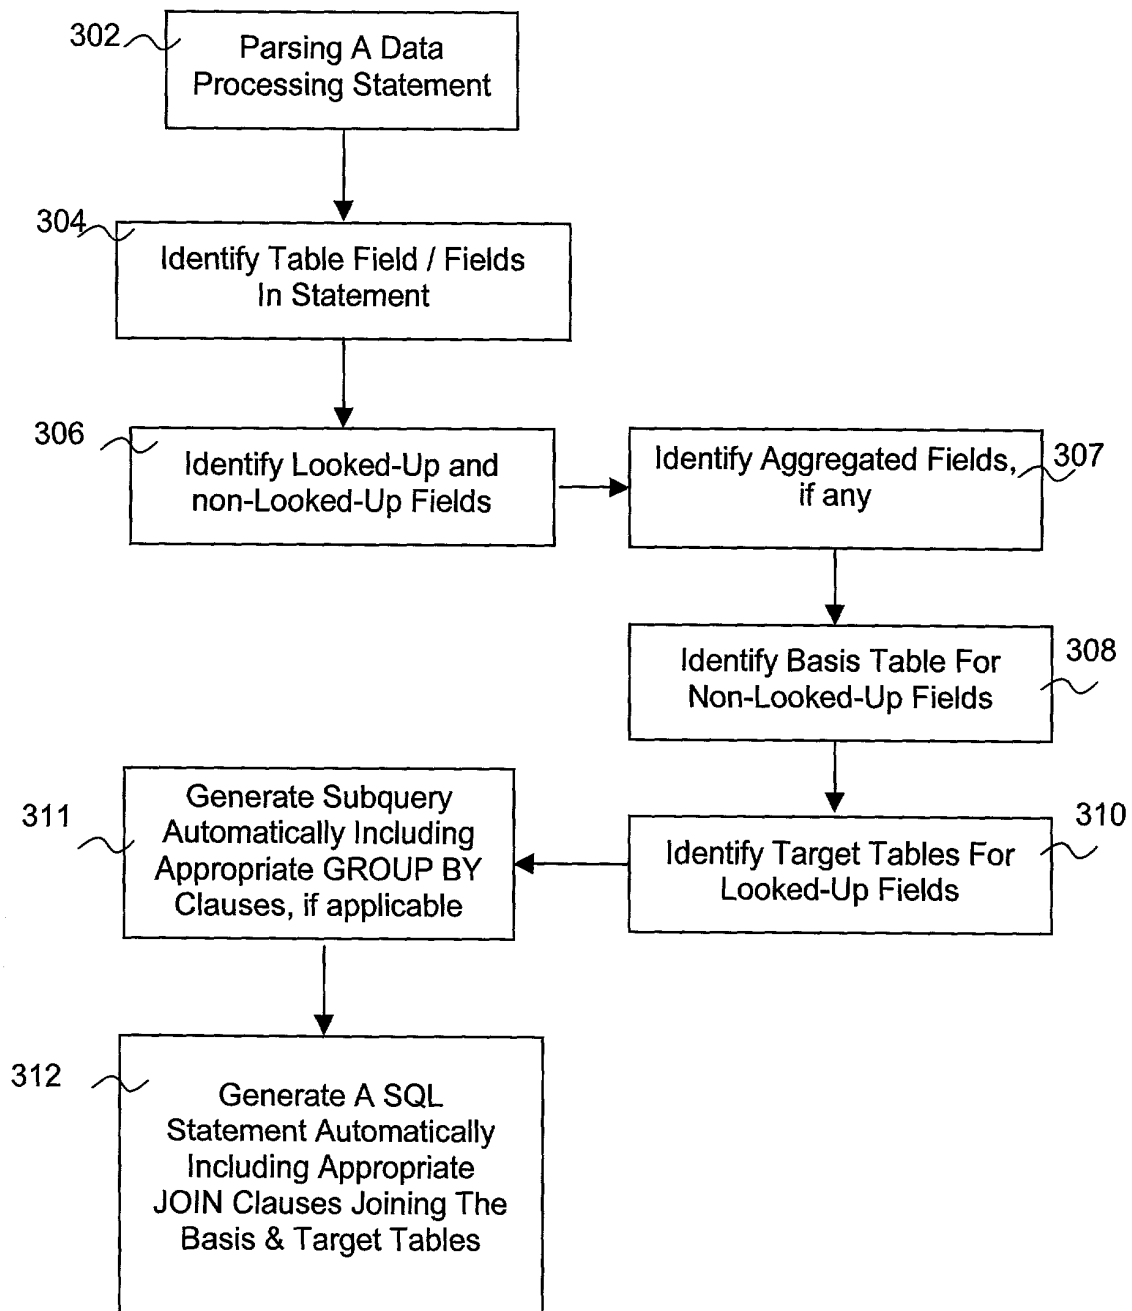 302
Parsing A Data
Processing Statement
304
Identify Table Field / Fields
In Statement
306
Identify Looked-Up and
non-Looked-Up Fields
Identify Aggregated Fields,
if any
307
Identify Basis Table For
Non-Looked-Up Fields
308
Identify Target Tables For
Looked-Up Fields
310
311
Generate Subquery
Automatically Including
Appropriate GROUP BY
Clauses, if applicable
312
Generate A SQL
Statement Automatically
Including Appropriate
JOIN Clauses Joining The
Basis & Target Tables